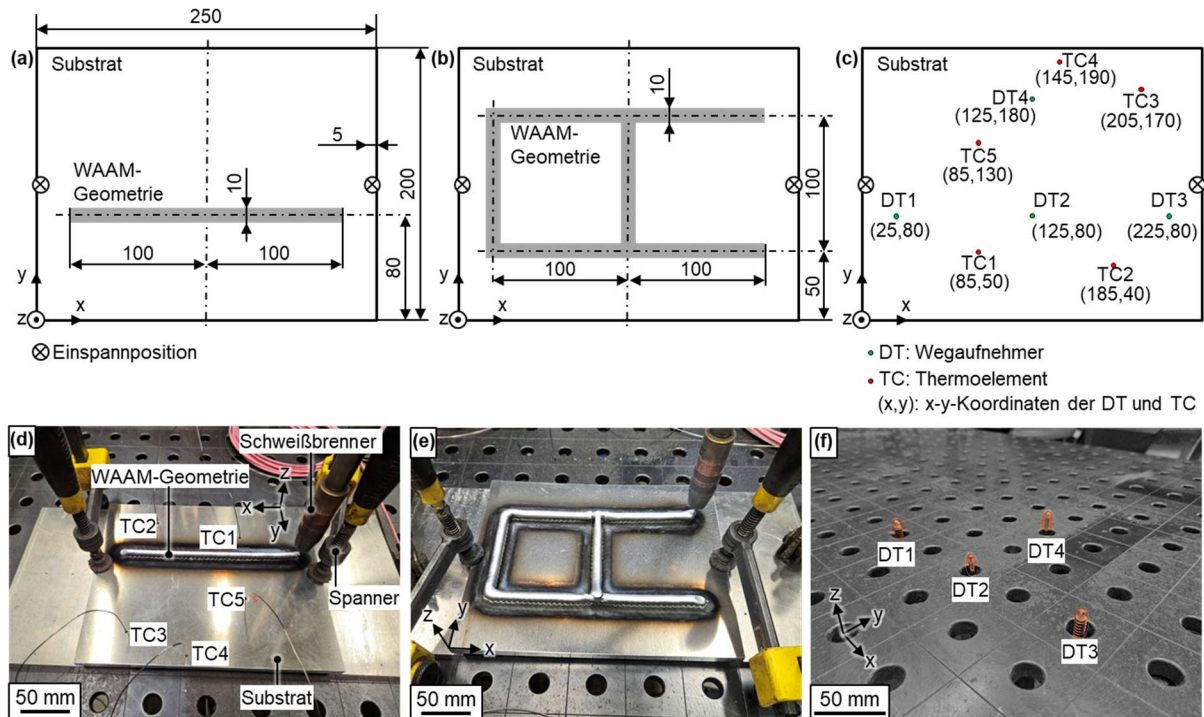 250
(a)
Substrat
5
200
WAAM-
Geometrie
10
100
100
80
y
x
z
Einspannposition
(b)
Substrat
10
WAAM-
Geometrie
100
100
100
50
y
x
z
(c)
Substrat
TC4
(145,190)
DT4
(125,180)
TC3
(205,170)
TC5
(85,130)
DT1
(25,80)
DT2
(125,80)
DT3
(225,80)
TC1
(85,50)
TC2
(185,40)
y
x
z
DT: Wegaufnehmer
TC: Thermoelement
(x,y): x-y-Koordinaten der DT und TC
(d)
Schweißbrenner
WAAM-Geometrie
z
x
y
TC2
TC1
TC5
Spanner
TC3
TC4
Substrat
50 mm
(e)
z
y
x
50 mm
(f)
DT1
DT4
DT2
DT3
z
y
x
50 mm